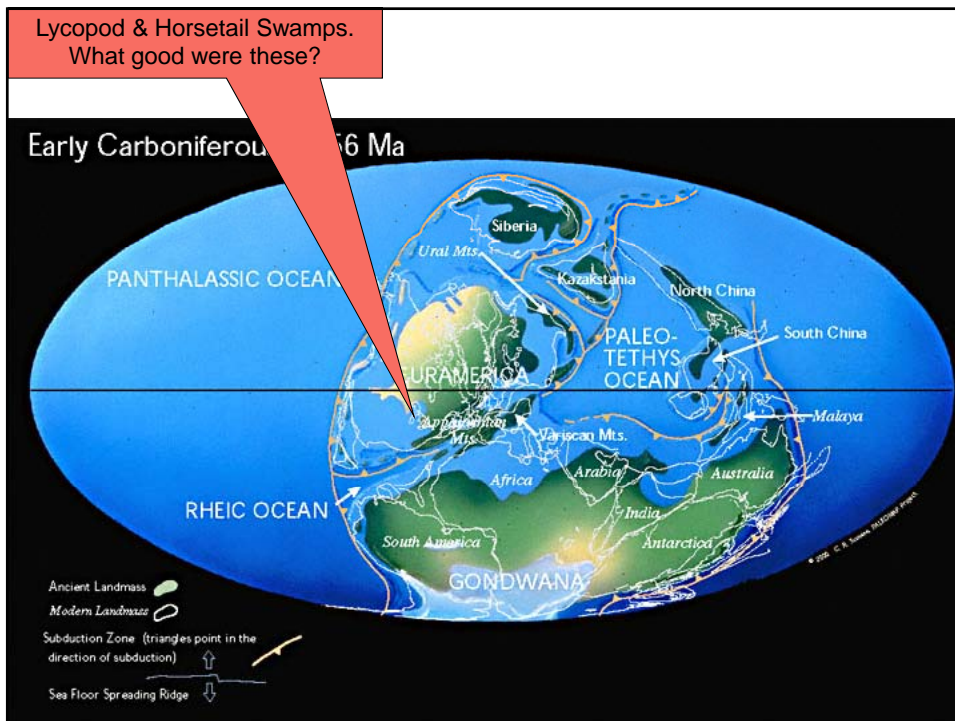 Lycopod & Horsetail Swamps.
What good were these?
Early Carboniferou 56 Ma
Siberia
Ural Mts.
PANTHALASSIC OCEAN
Kazakstania
North China
South China
PALEO-
TETHYS
OCEAN
EURAMERICA
Appalachian
Mts.
Variscan Mts.
Malaya
Africa
Arabia
Australia
RHEIC OCEAN
India
South America
Antarctica
GONDWANA
Ancient Landmass
Modern Landmass
Subduction Zone (triangles point in the
direction of subduction)
Sea Floor Spreading Ridge